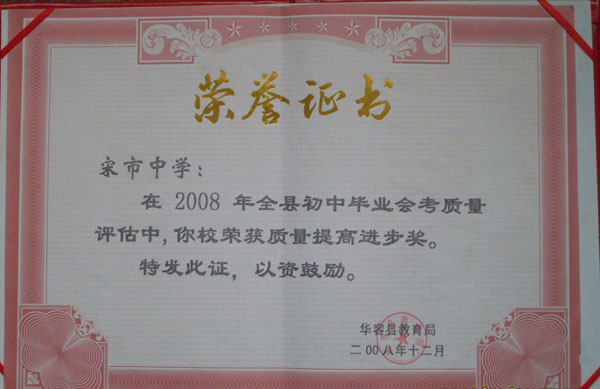 荣誉证书
宋市中学：
在 2008 年全县初中毕业会考质量
评估中，你校荣获质量提高进步奖。
特发此证，以资鼓励。
华容县教育局
二00八年十二月